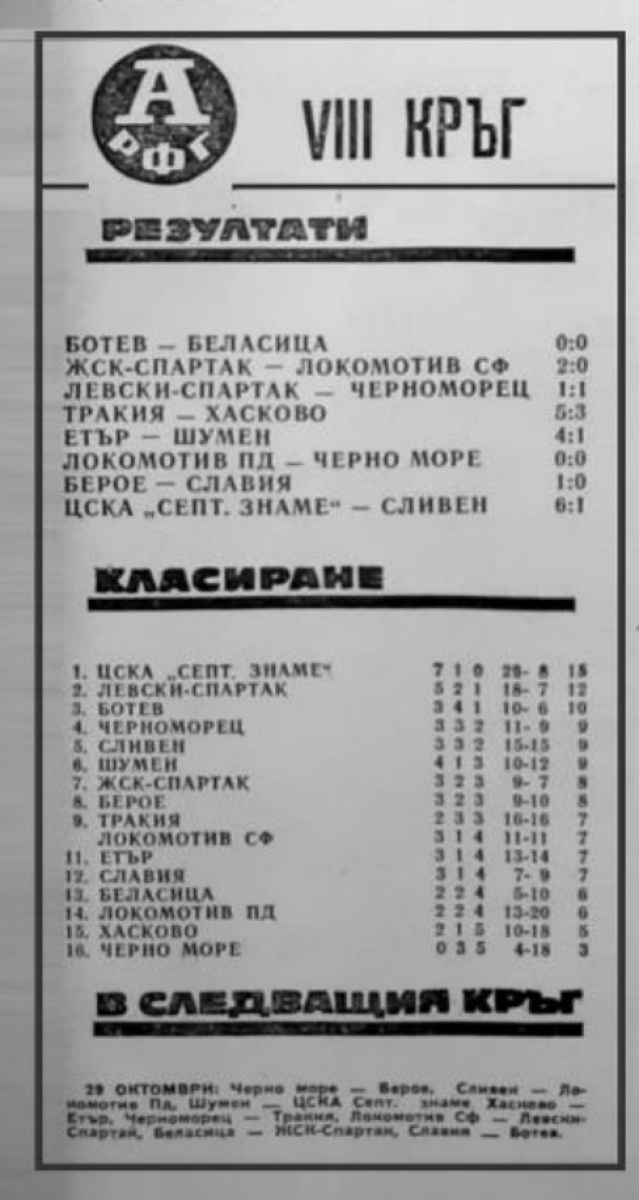 А
РФГ
VIII КРЪГ
РЕЗУЛТАТИ
БОТЕВ — БЕЛАСИЦА 0:0
ЖСК-СПАРТАК — ЛОКОМОТИВ СФ 2:0
ЛЕВСКИ-СПАРТАК — ЧЕРНОМОРЕЦ 1:1
ТРАКИЯ — ХАСКОВО 5:3
ЕТЪР — ШУМЕН 4:1
ЛОКОМОТИВ ПД — ЧЕРНО МОРЕ 0:0
БЕРОЕ — СЛАВИЯ 1:0
ЦСКА „СЕПТ. ЗНАМЕ“ — СЛИВЕН 6:1
КЛАСИРАНЕ
1. ЦСКА „СЕПТ. ЗНАМЕ“ 7 1 0 8 15
2. ЛЕВСКИ-СПАРТАК 5 2 1 18- 7 12
3. БОТЕВ 3 4 1 10- 6 10
4. ЧЕРНОМОРЕЦ 3 3 2 11- 9 9
5. СЛИВЕН 3 3 2 15-15 9
6. ШУМЕН 4 1 3 10-12 9
7. ЖСК-СПАРТАК 3 2 3 9- 7 8
8. БЕРОЕ 3 2 3 9-10 8
9. ТРАКИЯ 2 3 3 16-16 7
ЛОКОМОТИВ СФ 3 1 4 11-11 7
11. ЕТЪР 3 1 4 13-14 7
12. СЛАВИЯ 3 1 4 7- 9 7
13. БЕЛАСИЦА 2 2 4 5-10 6
14. ЛОКОМОТИВ ПД 2 2 4 13-20 6
15. ХАСКОВО 2 1 5 10-18 5
16. ЧЕРНО МОРЕ 0 3 5 4-18 3
В СЛЕДВАЩИЯ КРЪГ
29 ОКТОМВРИ: Черно море — Берое, Сливен — Ло-
комотив Пд, Шумен — ЦСКА Септ. знаме Хасково —
Етър, Черноморец — Тракия, Локомотив Сф — Левски-
Спартак, Беласица — ЖСК-Спартак, Славия — Ботев.